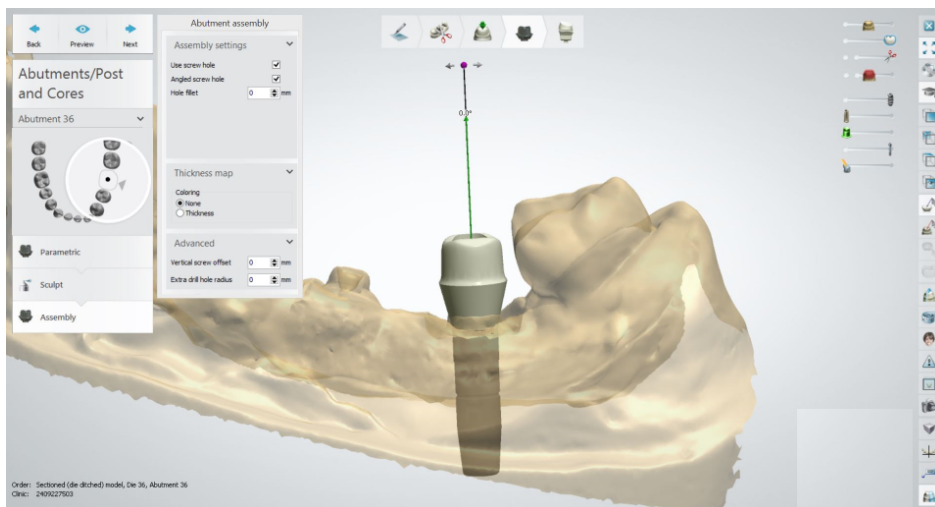 Back
Preview
Next
Abutments/Post
and Cores
Abutment 36
Parametric
Sculpt
Assembly
Abutment assembly
Assembly settings
Use screw hole
Angled screw hole
Hole fillet 0 mm
Thickness map
Coloring
None
Thickness
Advanced
Vertical screw offset 0 mm
Extra drill hole radius 0 mm
0.0°
Order: Sectioned (die ditched) model, Die 36, Abutment 36
Clinic: 2409227503